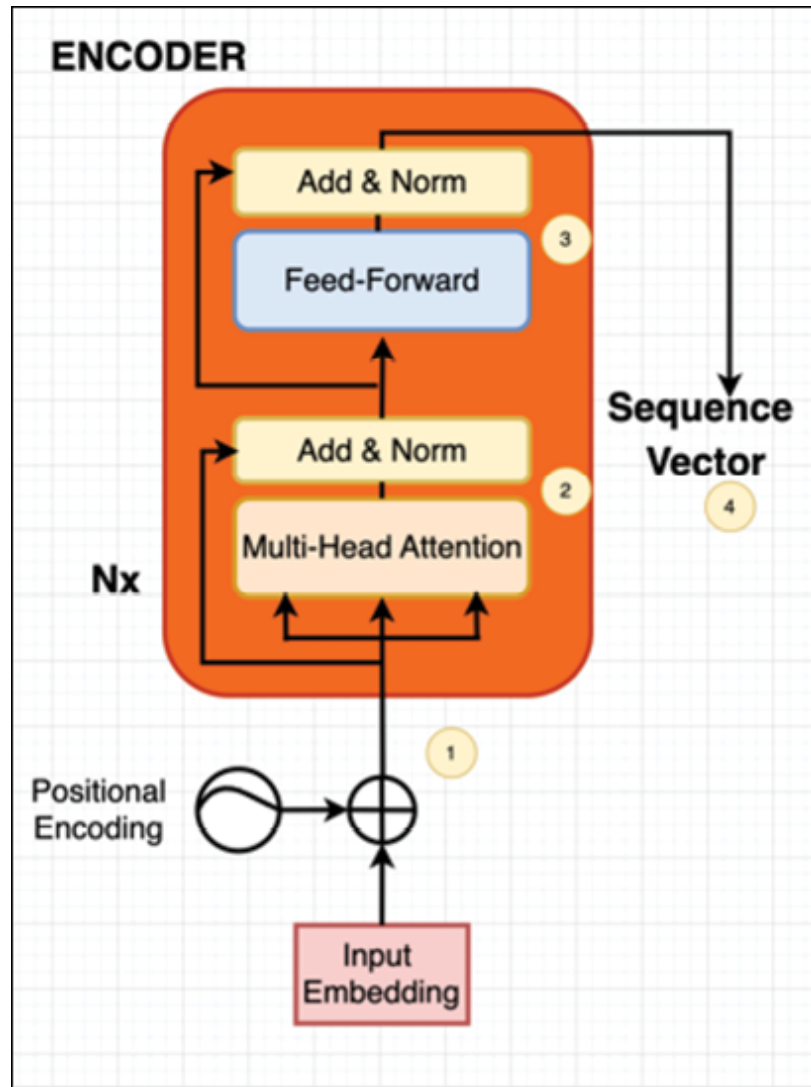 ENCODER
Add & Norm
3
Feed-Forward
Sequence
Vector
4
Add & Norm
2
Multi-Head Attention
Nx
1
Positional
Encoding
Input
Embedding